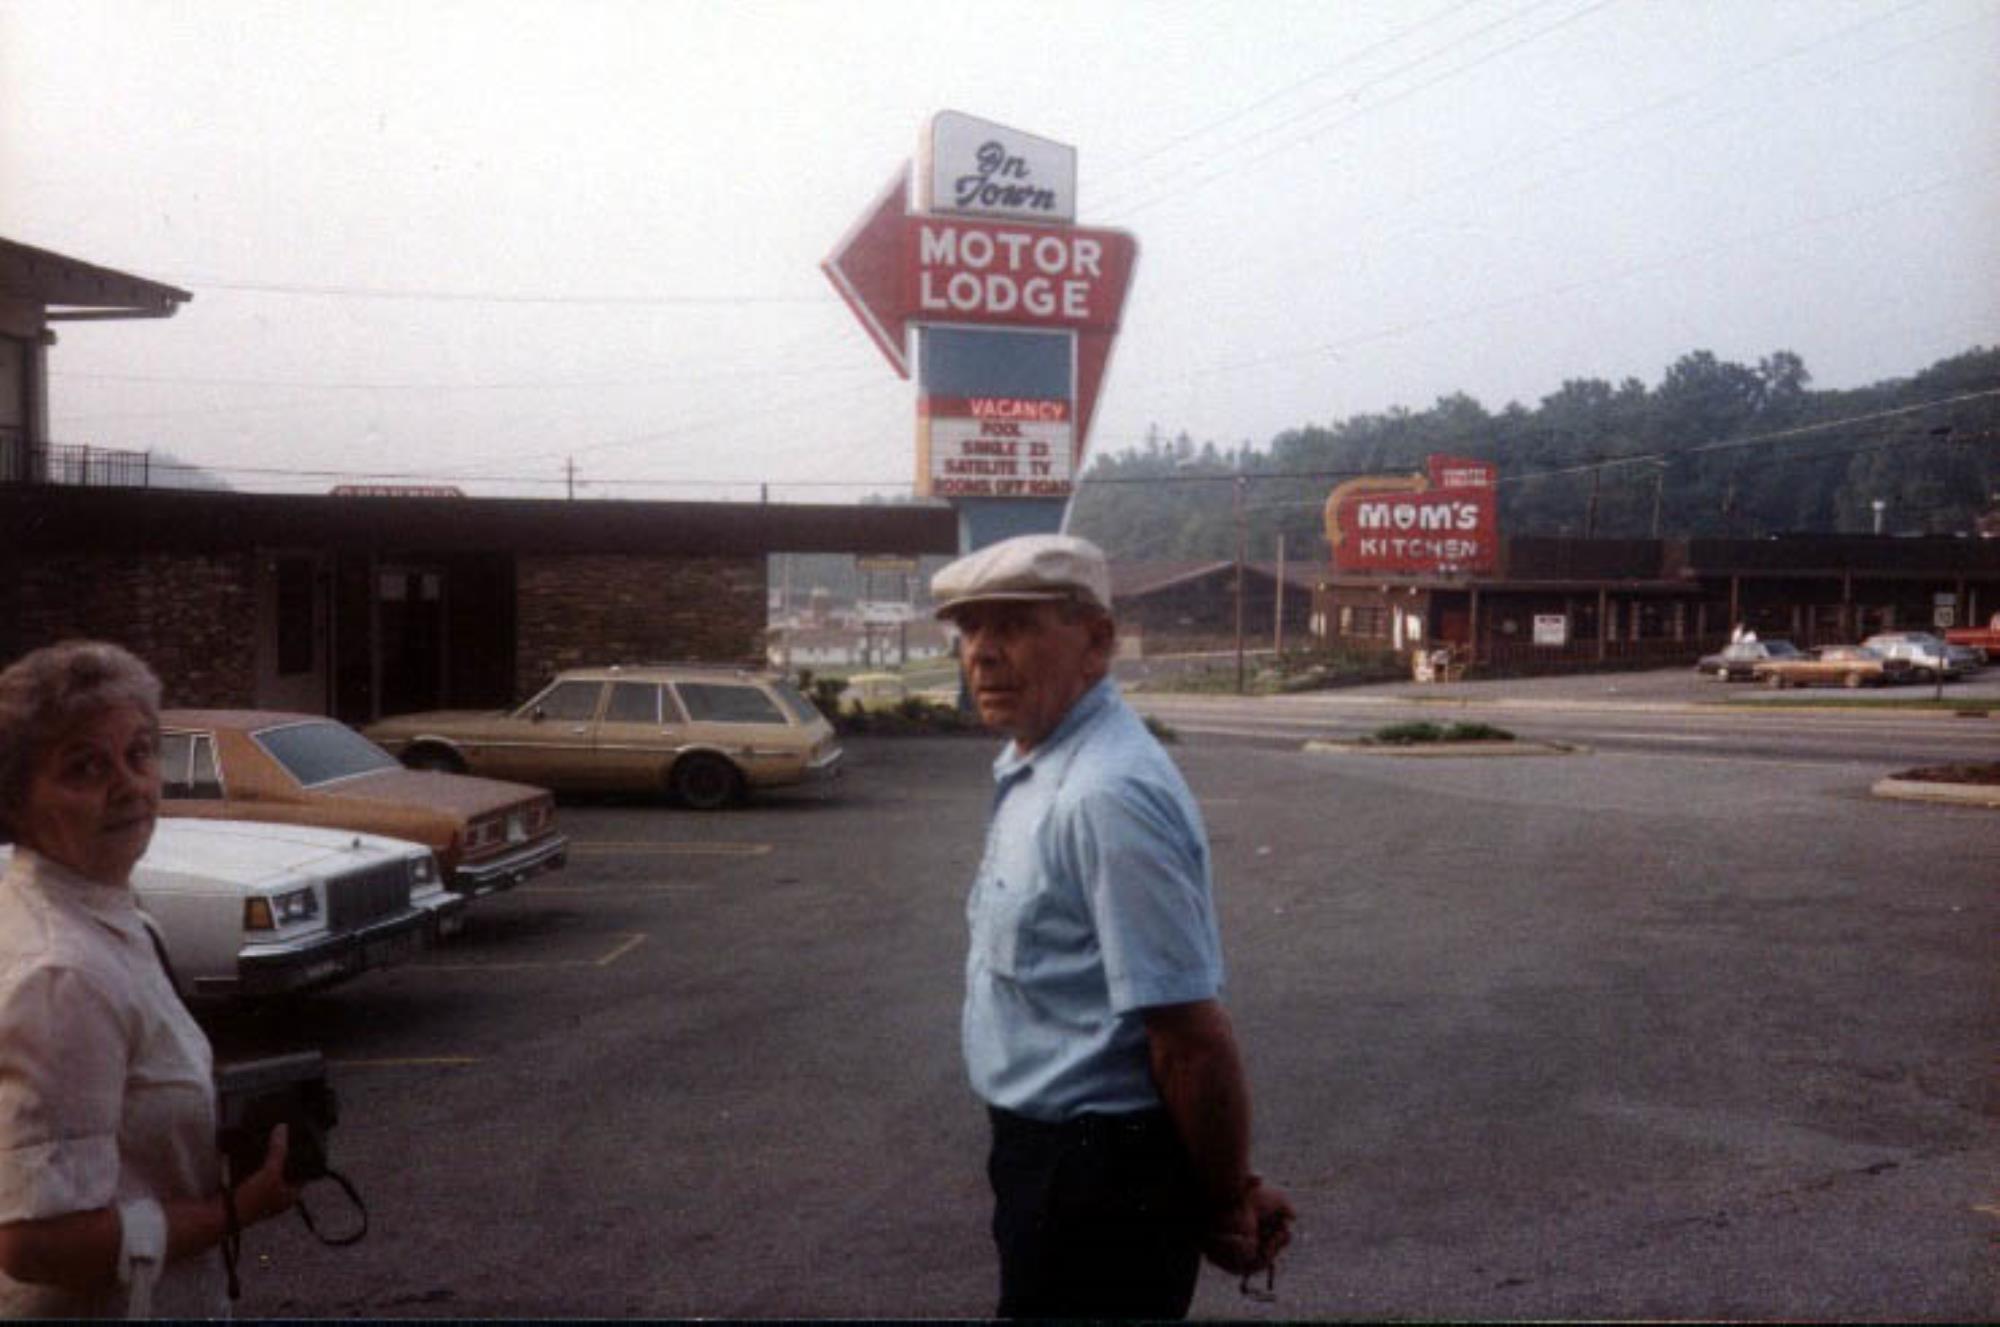 In
Town
MOTOR
LODGE
VACANCY
POOL
SINGLE 23
SATELITE TV
ROOMS OFF ROAD
MOM'S
KITCHEN